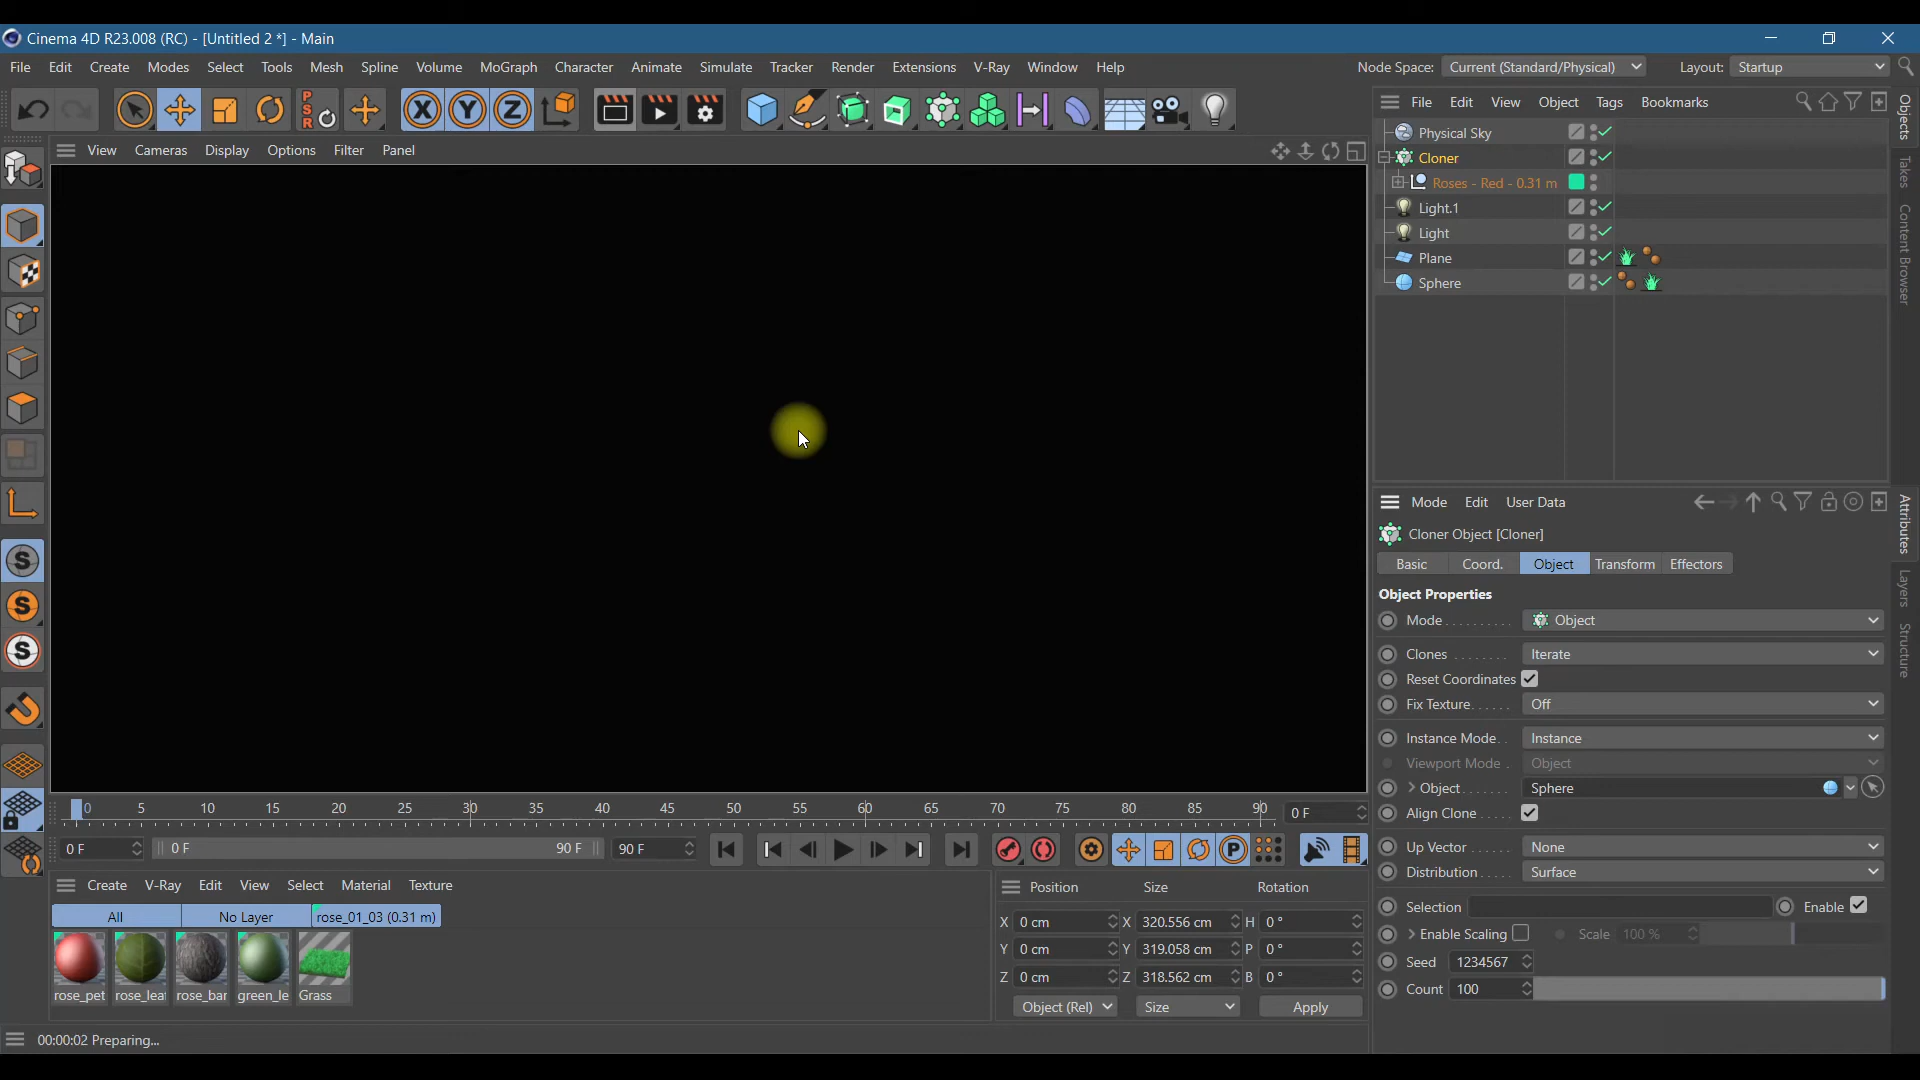 Cinema 4D R23.008 (RC) - [Untitled 2 *] - Main
File Edit Create Modes Select Tools Mesh Spline Volume MoGraph Character Animate Simulate Tracker Render Extensions V-Ray Window Help
Node Space: Current (Standard/Physical) Layout: Startup
PSR X Y Z
View Cameras Display Options Filter Panel
File Edit View Object Tags Bookmarks
Physical Sky
Cloner
Roses - Red - 0.31 m
Light.1
Light
Plane
Sphere
Objects
Takes
Content Browser
Mode Edit User Data
Cloner Object [Cloner]
Basic Coord. Object Transform Effectors
Object Properties
Mode Object
Clones Iterate
Reset Coordinates
Fix Texture Off
Instance Mode Instance
Viewport Mode Object
Object Sphere
Align Clone
Up Vector None
Distribution Surface
Selection Enable
Enable Scaling Scale 100 %
Seed 1234567
Count 100
Attributes
Layers
Structure
S
S
S
0 5 10 15 20 25 30 35 40 45 50 55 60 65 70 75 80 85 90 0 F
0 F 0 F 90 F 90 F P
Create V-Ray Edit View Select Material Texture
All No Layer rose_01_03 (0.31 m)
rose_pet rose_leaf rose_bar green_le Grass
Position Size Rotation
X 0 cm X 320.556 cm H 0 °
Y 0 cm Y 319.058 cm P 0 °
Z 0 cm Z 318.562 cm B 0 °
Object (Rel) Size Apply
00:00:02 Preparing...